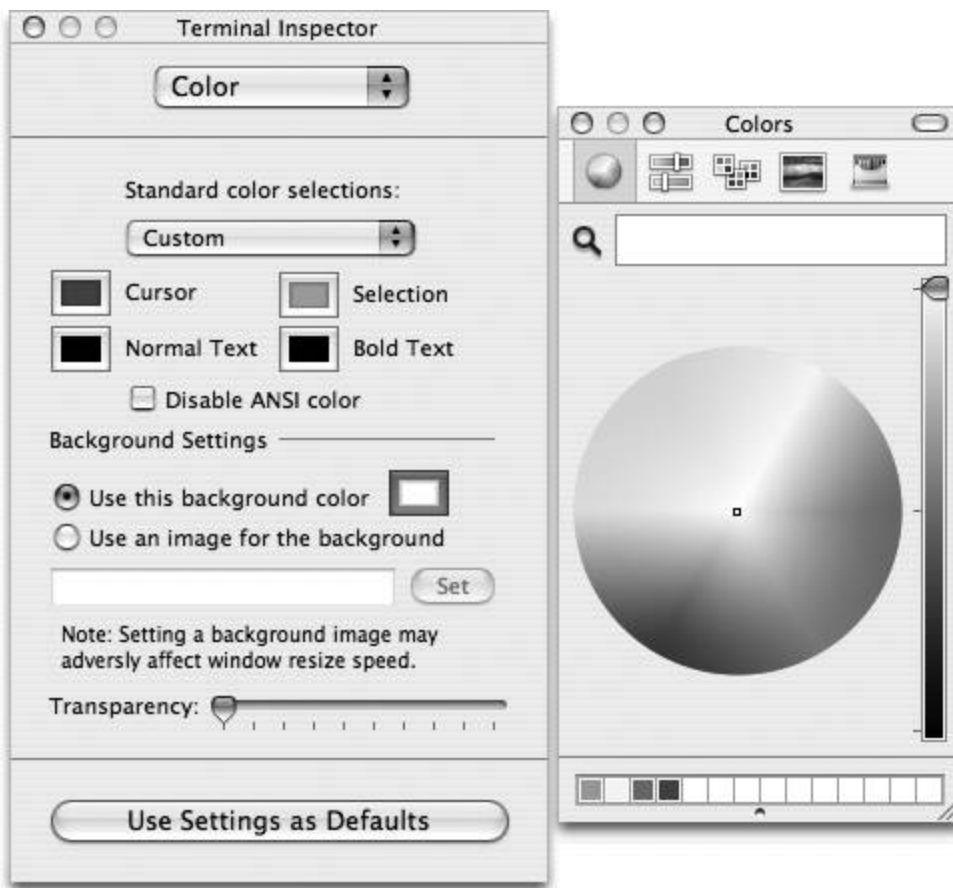 Terminal Inspector
Color
Standard color selections:
Custom
Cursor
Selection
Normal Text
Bold Text
Disable ANSI color
Background Settings
Use this background color
Use an image for the background
Set
Note: Setting a background image may
adversly affect window resize speed.
Transparency:
Use Settings as Defaults
Colors